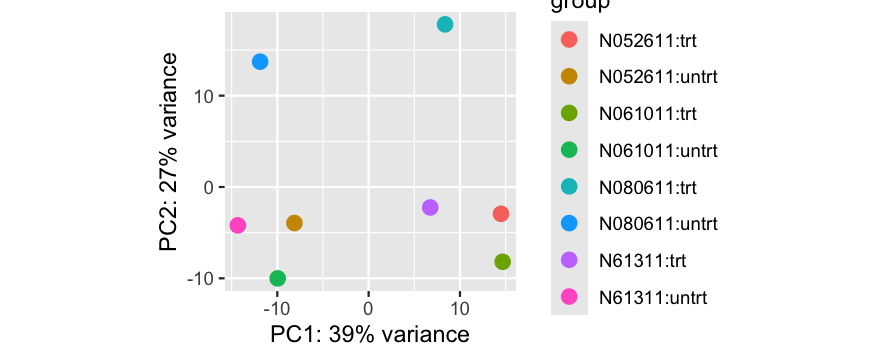 group
N052611:trt
N052611:untrt
N061011:trt
N061011:untrt
N080611:trt
N080611:untrt
N61311:trt
N61311:untrt
PC2: 27% variance
10
0
-10
-10
0
10
PC1: 39% variance